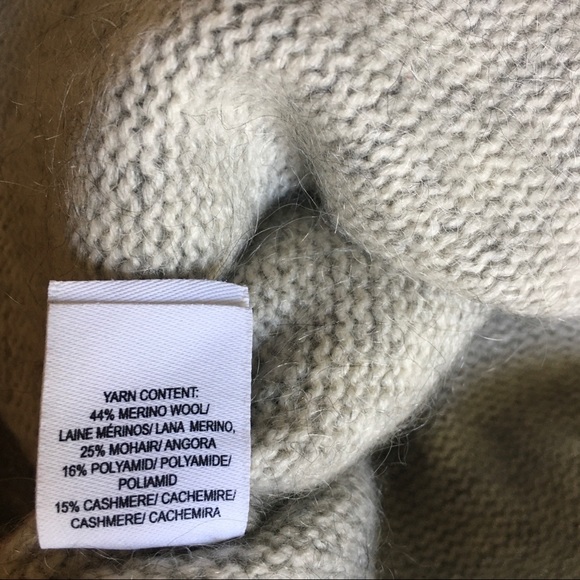 YARN CONTENT:
44% MERINO WOOL/
LAINE MÉRINOS/ LANA MERINO,
25% MOHAIR/ ANGORA
16% POLYAMID/ POLYAMIDE/
POLIAMID
15% CASHMERE/ CACHEMIRE/
CASHMERE/ CACHEMIRA